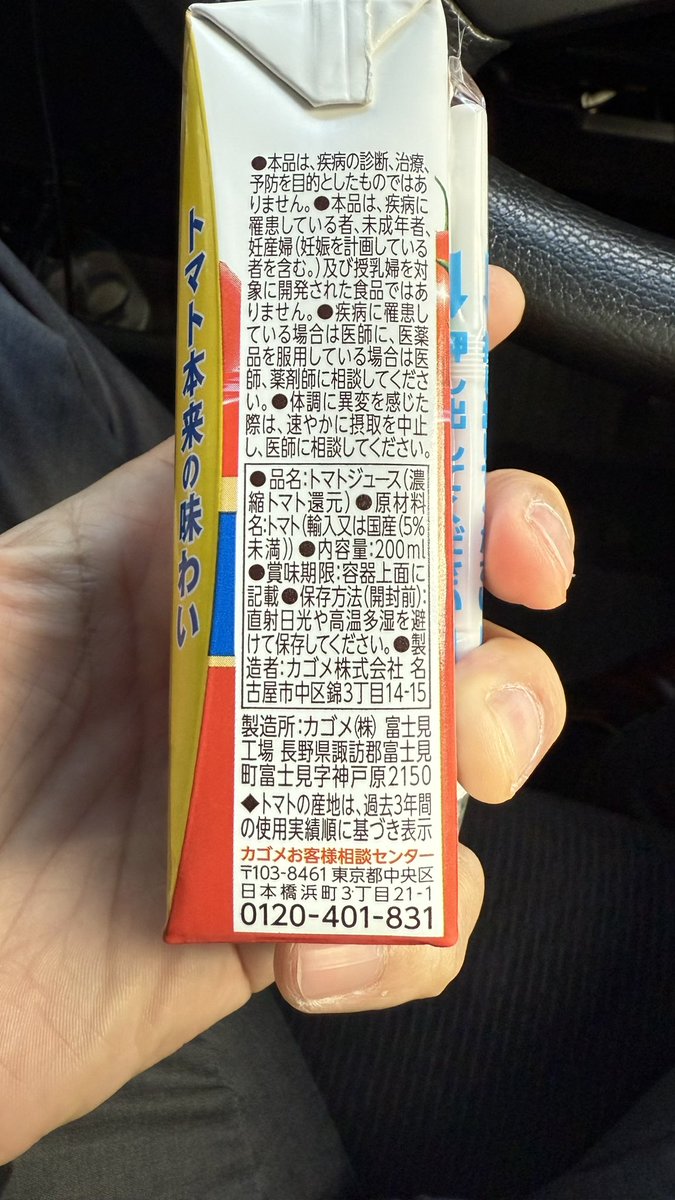 トマト本来の味わい
●本品は、疾病の診断、治療、
予防を目的としたものではあ
りません。●本品は、疾病に
罹患している者、未成年者、
妊産婦(妊娠を計画している
者を含む。)及び授乳婦を対
象に開発された食品ではあ
りません。●疾病に罹患し
ている場合は医師に、医薬
品を服用している場合は医
師、薬剤師に相談してくださ
い。●体調に異変を感じた
際は、速やかに摂取を中止
し、医師に相談してください。
●品名:トマトジュース(濃
縮トマト還元)●原材料
名:トマト(輸入又は国産(5%
未満))●内容量:200ml
●賞味期限:容器上面に
記載●保存方法(開封前):
直射日光や高温多湿を避
けて保存してください。●製
造者:カゴメ株式会社 名
古屋市中区錦3丁目14-15
製造所:カゴメ(株) 富士見
工場 長野県諏訪郡富士見
町富士見字神戸原2150
◆トマトの産地は、過去3年間
の使用実績順に基づき表示
カゴメお客様相談センター
〒103-8461 東京都中央区
日本橋浜町3丁目21-1
0120-401-831
押し出してください